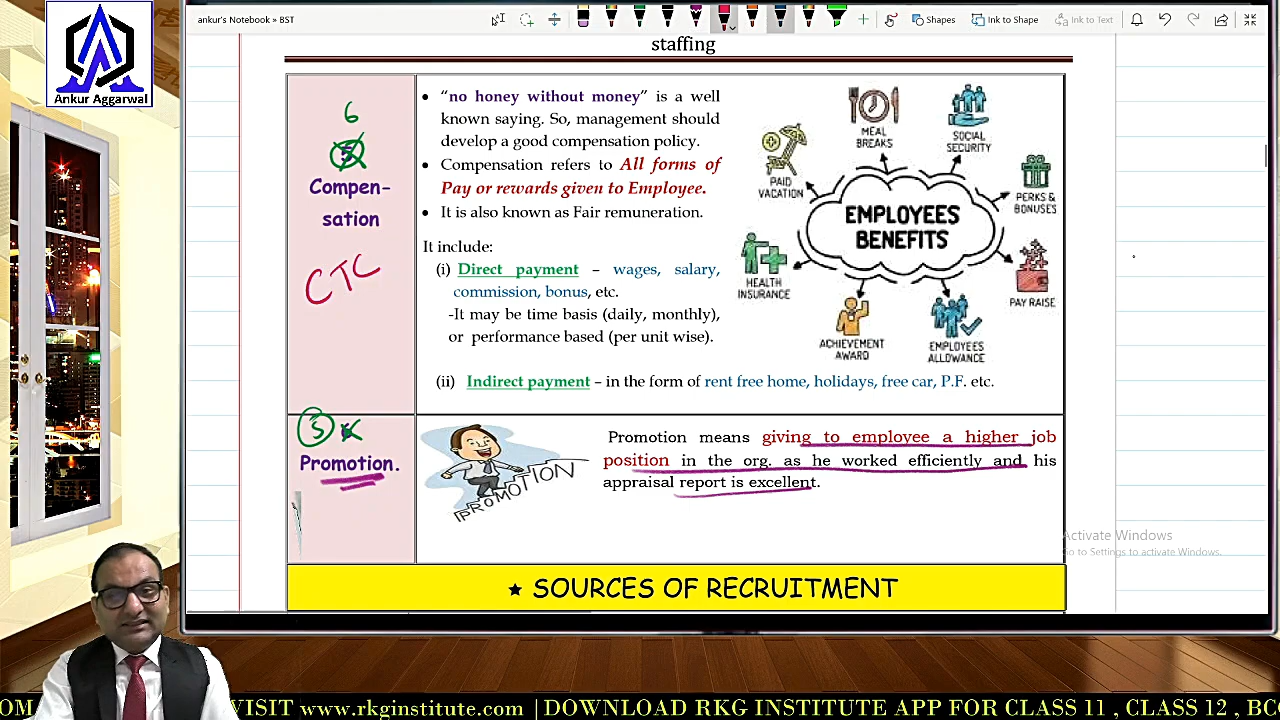 ankur's Notebook » BST
Shapes
Ink to Shape
Ink to Text
Ankur Aggarwal
staffing
6
Compen-
sation
CTC
• “no honey without money” is a well
known saying. So, management should
develop a good compensation policy.
• Compensation refers to All forms of
Pay or rewards given to Employee.
• It is also known as Fair remuneration.
It include:
(i) Direct payment – wages, salary,
commission, bonus, etc.
-It may be time basis (daily, monthly),
or performance based (per unit wise).
(ii) Indirect payment – in the form of rent free home, holidays, free car, P.F. etc.
MEAL
BREAKS
SOCIAL
SECURITY
PAID
VACATION
PERKS &
BONUSES
EMPLOYEES
BENEFITS
HEALTH
INSURANCE
PAY RAISE
ACHIEVEMENT
AWARD
EMPLOYEES
ALLOWANCE
5
Promotion.
PROMOTION
Promotion means giving to employee a higher job
position in the org. as he worked efficiently and his
appraisal report is excellent.
Activate Windows
Go to Settings to activate Windows.
★ SOURCES OF RECRUITMENT
VISIT www.rkginstitute.com | DOWNLOAD RKG INSTITUTE APP FOR CLASS 11 , CLASS 12 , BC